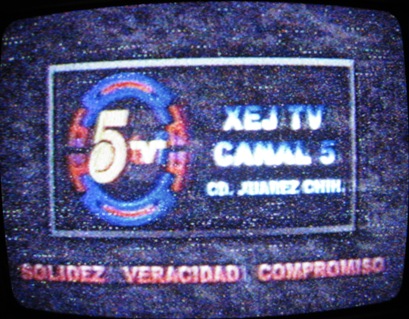 5 tv
XEJ TV
CANAL 5
CD. JUAREZ CHIH.
SOLIDEZ VERACIDAD COMPROMISO